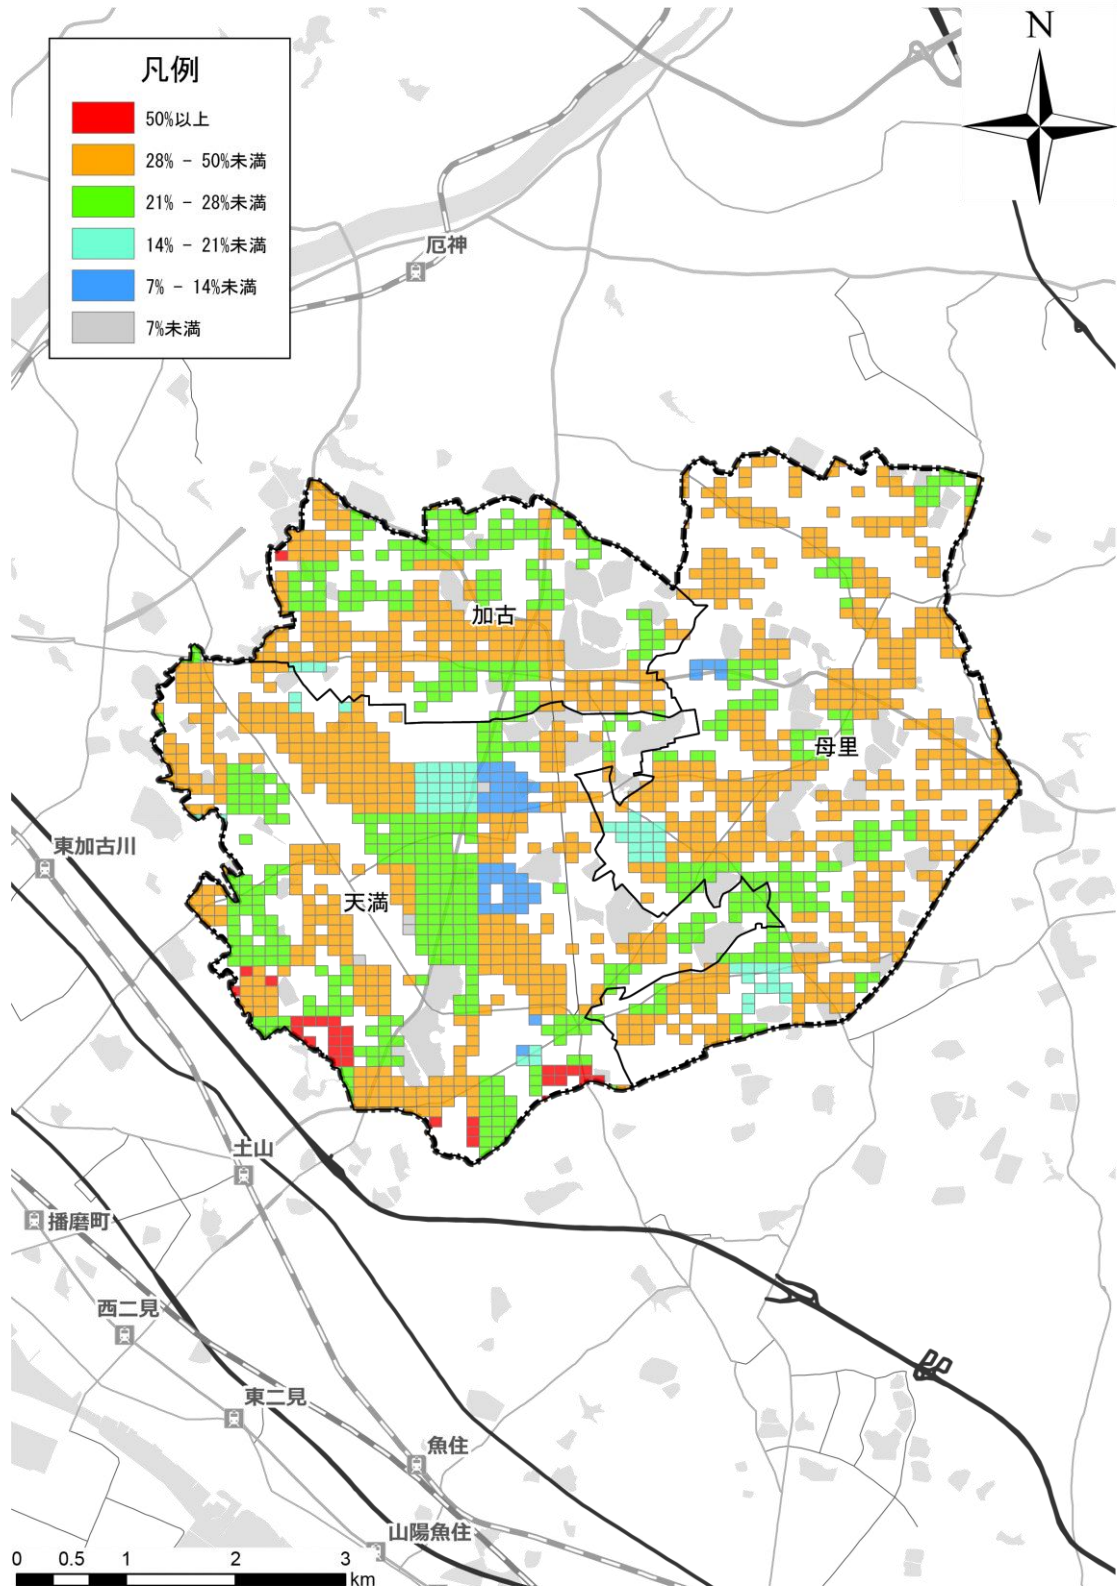 N
凡例
50%以上
28% - 50%未満
21% - 28%未満
14% - 21%未満
7% - 14%未満
7%未満
厄神
加古
母里
東加古川
天満
土山
播磨町
西二見
東二見
魚住
山陽魚住
0 0.5 1 2 3
km